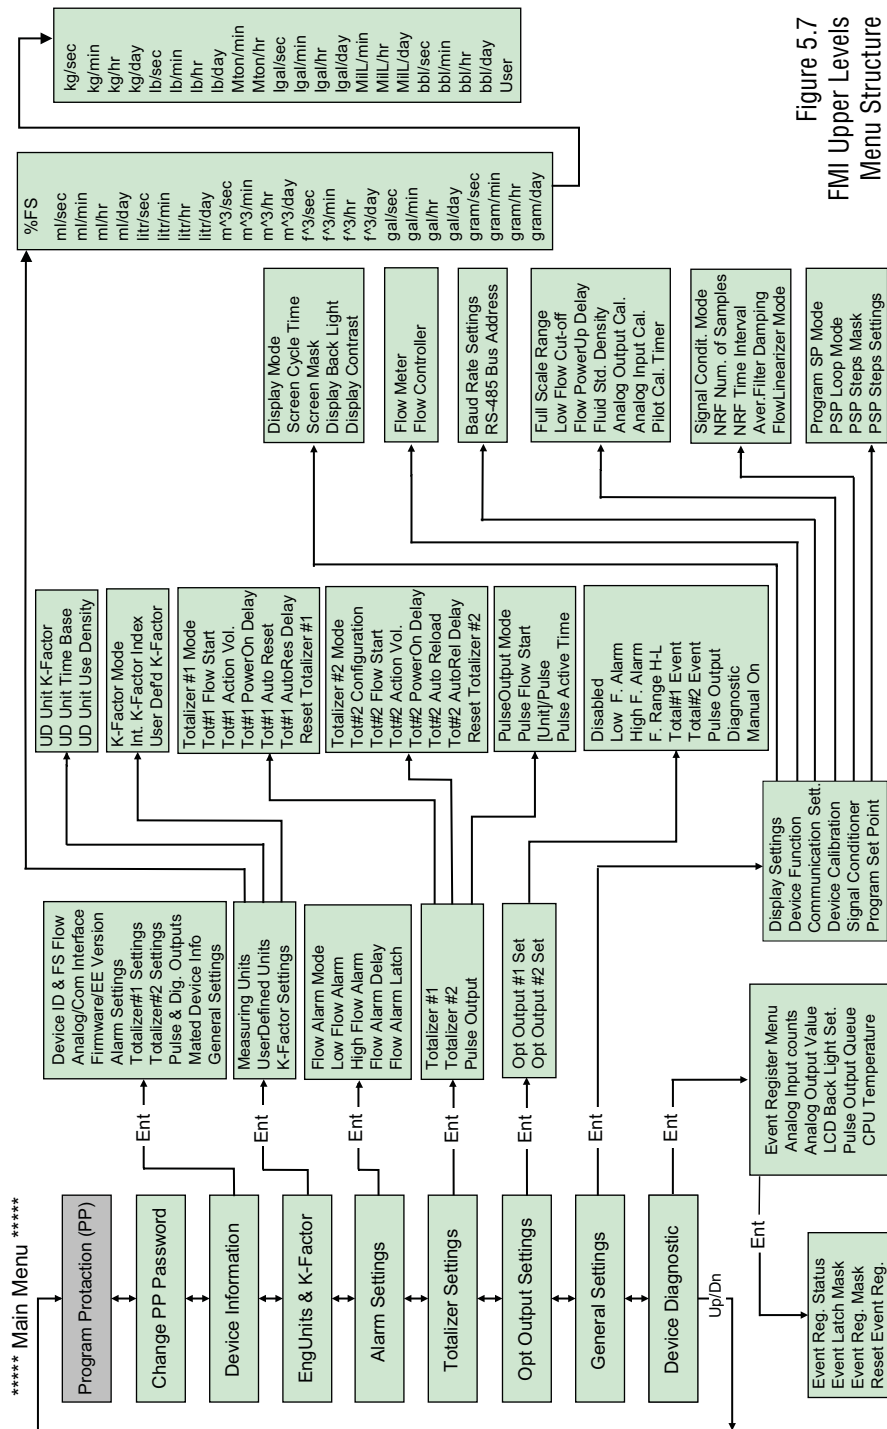 ***** Main Menu *****
Program Protaction (PP)
Change PP Password
Device Information
EngUnits & K-Factor
Alarm Settings
Totalizer Settings
Opt Output Settings
General Settings
Device Diagnostic
Up/Dn
Ent
Device ID & FS Flow
Analog/Com Interface
Firmware/EE Version
Alarm Settings
Totalizer#1 Settings
Totalizer#2 Settings
Pulse & Dig. Outputs
Mated Device Info
General Settings
Ent
Measuring Units
UserDefined Units
K-Factor Settings
Ent
Flow Alarm Mode
Low Flow Alarm
High Flow Alarm
Flow Alarm Delay
Flow Alarm Latch
Ent
Totalizer #1
Totalizer #2
Pulse Output
Ent
Opt Output #1 Set
Opt Output #2 Set
Ent
Display Settings
Device Function
Communication Sett.
Device Calibration
Signal Conditioner
Program Set Point
Ent
Event Register Menu
Analog Input counts
Analog Output Value
LCD Back Light Set.
Pulse Output Queue
CPU Temperature
Ent
Event Reg. Status
Event Latch Mask
Event Reg. Mask
Reset Event Reg.
UD Unit K-Factor
UD Unit Time Base
UD Unit Use Density
K-Factor Mode
Int. K-Factor Index
User Def'd K-Factor
Totalizer #1 Mode
Tot#1 Flow Start
Tot#1 Action Vol.
Tot#1 PowerOn Delay
Tot#1 Auto Reset
Tot#1 AutoRes Delay
Reset Totalizer #1
Totalizer #2 Mode
Tot#2 Configuration
Tot#2 Flow Start
Tot#2 Action Vol.
Tot#2 PowerOn Delay
Tot#2 Auto Reload
Tot#2 AutoRel Delay
Reset Totalizer #2
PulseOutput Mode
Pulse Flow Start
[Unit]/Pulse
Pulse Active Time
Disabled
Low F. Alarm
High F. Alarm
F. Range H-L
Total#1 Event
Total#2 Event
Pulse Output
Diagnostic
Manual On
Display Mode
Screen Cycle Time
Screen Mask
Display Back Light
Display Contrast
Flow Meter
Flow Controller
Baud Rate Settings
RS-485 Bus Address
Full Scale Range
Low Flow Cut-off
Flow PowerUp Delay
Fluid Std. Density
Analog Output Cal.
Analog Input Cal.
Pilot Cal. Timer
Signal Condit. Mode
NRF Num. of Samples
NRF Time Interval
Aver.Filter Damping
FlowLinearizer Mode
Program SP Mode
PSP Loop Mode
PSP Steps Mask
PSP Steps Settings
%FS
ml/sec
ml/min
ml/hr
ml/day
litr/sec
litr/min
litr/hr
litr/day
m^3/sec
m^3/min
m^3/hr
m^3/day
f^3/sec
f^3/min
f^3/hr
f^3/day
gal/sec
gal/min
gal/hr
gal/day
gram/sec
gram/min
gram/hr
gram/day
kg/sec
kg/min
kg/hr
kg/day
lb/sec
lb/min
lb/hr
lb/day
Mton/min
Mton/hr
Igal/sec
Igal/min
Igal/hr
Igal/day
MilL/min
MilL/hr
MilL/day
bbl/sec
bbl/min
bbl/hr
bbl/day
User
Figure 5.7
FMI Upper Levels
Menu Structure